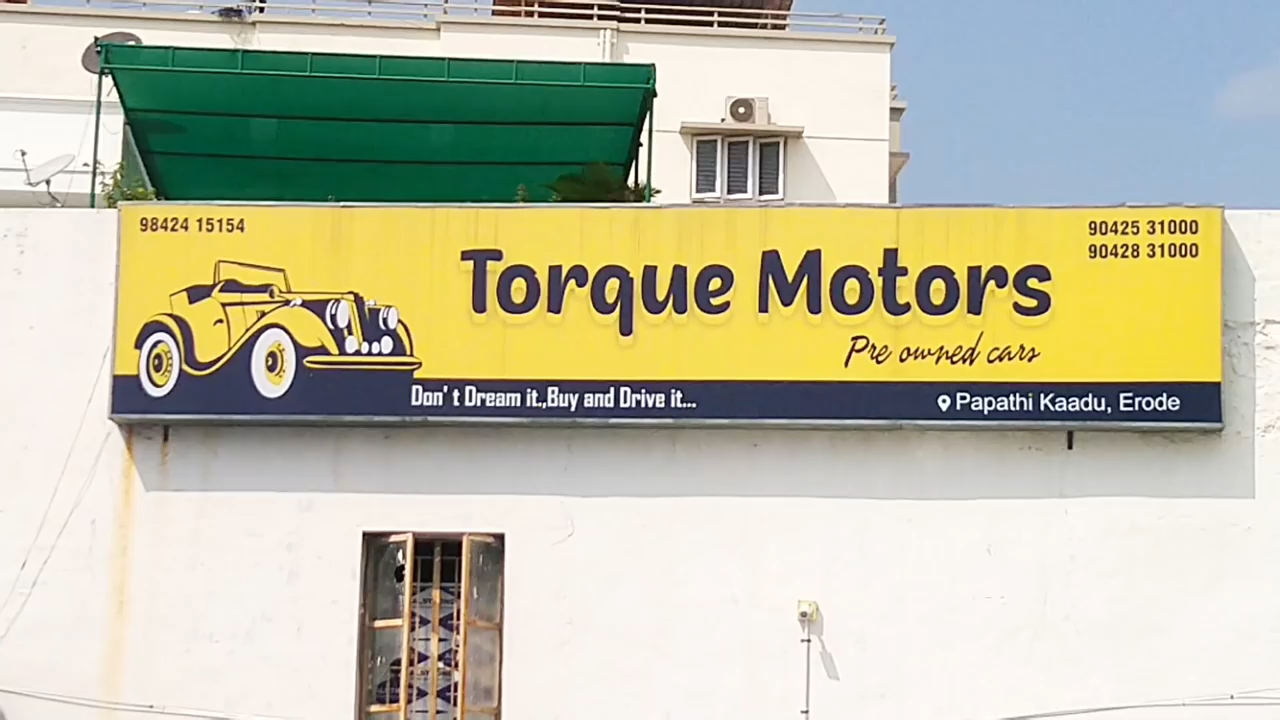 98424 15154
90425 31000
90428 31000
Torque Motors
Pre owned cars
Don't Dream it.,Buy and Drive it...
Papathi Kaadu, Erode